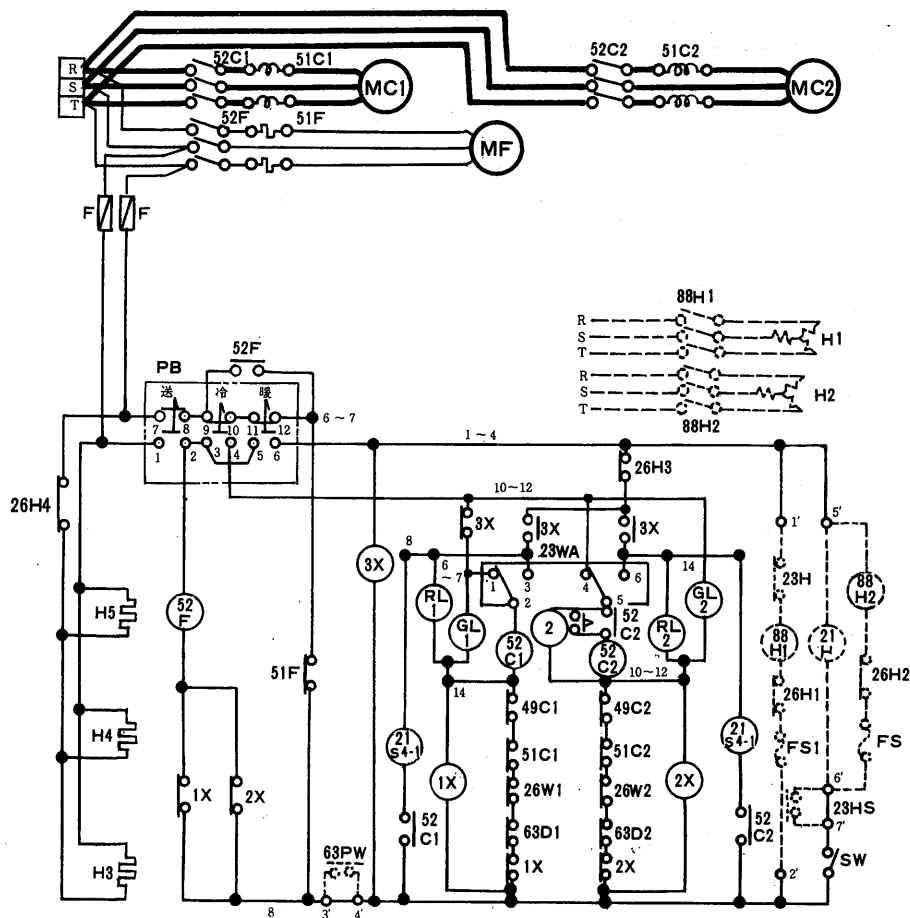 52C1 51C1
52C2 51C2
R
S
T
MC1
MC2
52F 51F
MF
F F
88H1
R
S
T
H1
R
S
T
H2
88H2
52F
PB
送 冷 暖
7 8 9 10 11 12
6～7
1～4
1 2 3 4 5 6
26H4
26H3
10～12
3X
3X
3X
3X
8
23WA
6
～7
14
1'
5'
1 3 4 6
2 5
RL
1
GL
1
GL
2
RL
2
52
C1
2
52
C2
52
C2
23H
88
H1
21
H
88
H2
H5
52
F
51F
14
10～12
49C1
49C2
26H1
26H2
FS1
FS
21
S4-1
51C1
51C2
21
S4-1
H4
1X
2X
1X
26W1
26W2
2X
6'
23HS
7'
52
C1
63D1
63D2
52
C2
SW
H3
63PW
1X
2X
8
3' 4'
2'